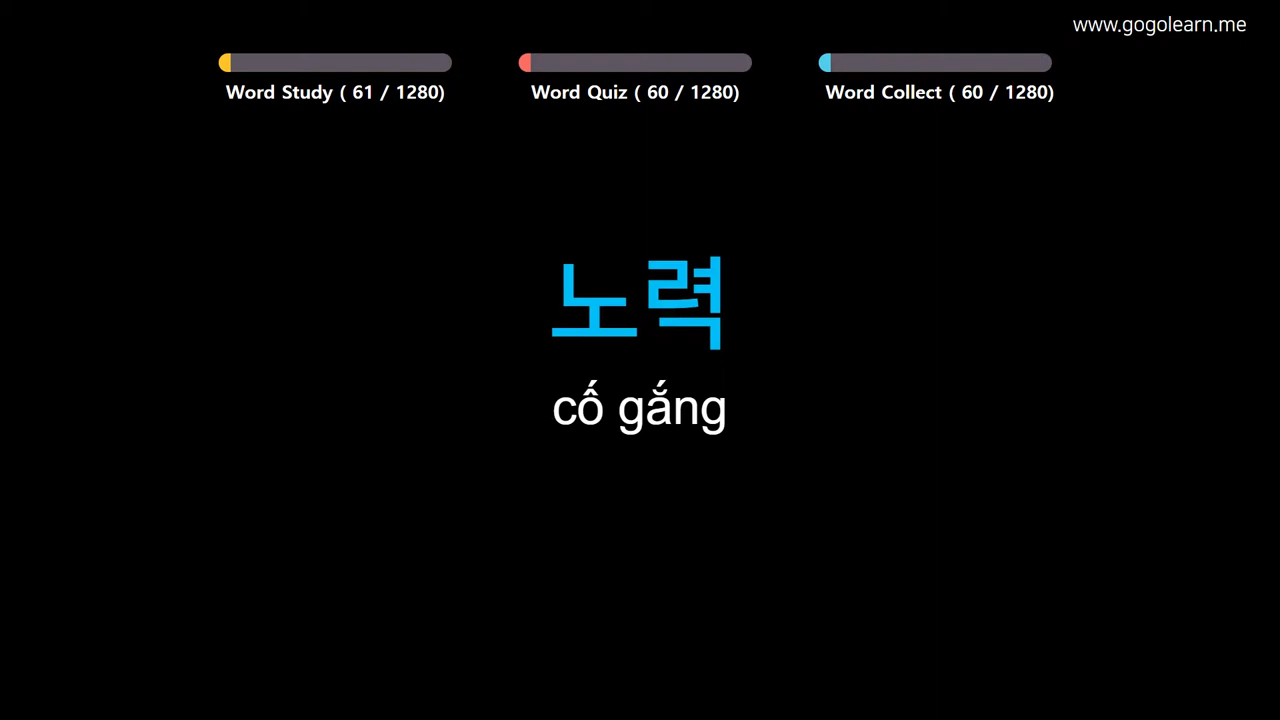 www.gogolearn.me
Word Study ( 61 / 1280)
Word Quiz ( 60 / 1280)
Word Collect ( 60 / 1280)
노력
cố gắng